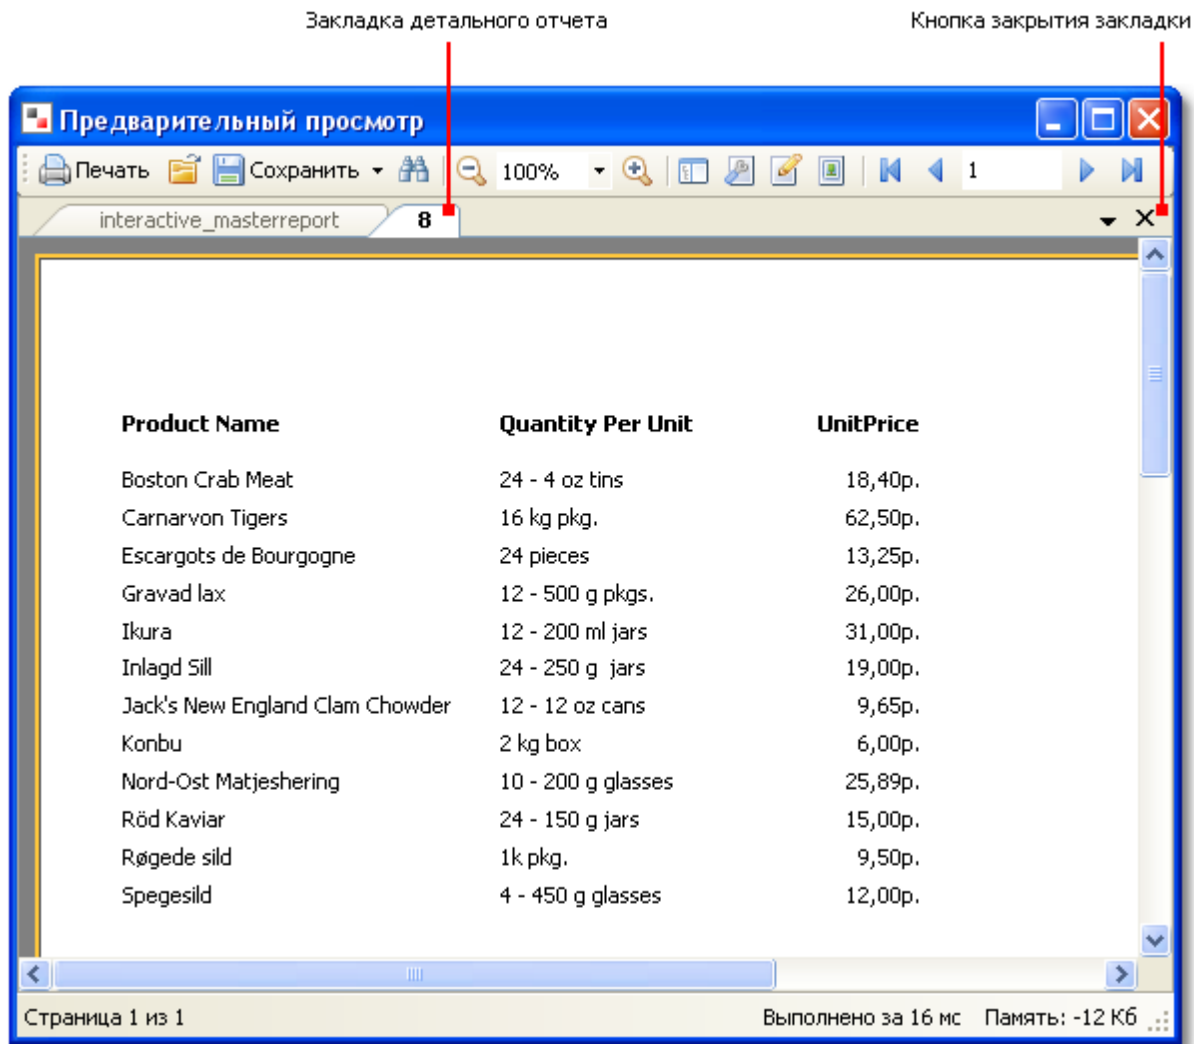 Закладка детального отчета Кнопка закрытия закладки
Предварительный просмотр
Печать Сохранить 100% 1
interactive_masterreport 8
Product Name Quantity Per Unit UnitPrice
Boston Crab Meat 24 - 4 oz tins 18,40р.
Carnarvon Tigers 16 kg pkg. 62,50р.
Escargots de Bourgogne 24 pieces 13,25р.
Gravad lax 12 - 500 g pkgs. 26,00р.
Ikura 12 - 200 ml jars 31,00р.
Inlagd Sill 24 - 250 g  jars 19,00р.
Jack's New England Clam Chowder 12 - 12 oz cans 9,65р.
Konbu 2 kg box 6,00р.
Nord-Ost Matjeshering 10 - 200 g glasses 25,89р.
Röd Kaviar 24 - 150 g jars 15,00р.
Røgede sild 1k pkg. 9,50р.
Spegesild 4 - 450 g glasses 12,00р.
Страница 1 из 1 Выполнено за 16 мс Память: -12 Кб